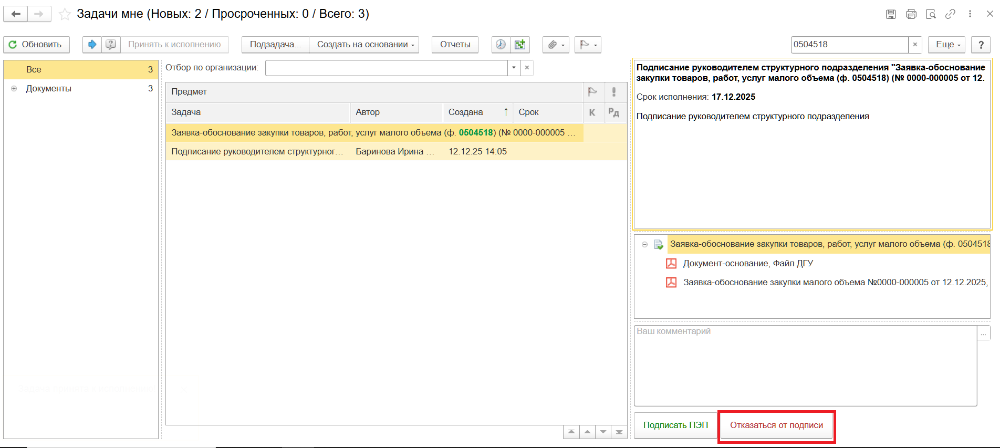 Задачи мне (Новых: 2 / Просроченных: 0 / Всего: 3)
Обновить
Принять к исполнению
Подзадача...
Создать на основании
Отчеты
0504518
×
Еще
?
Все 3
Документы 3
Отбор по организации:
×
Предмет
Задача
Автор
Создана ↑
Срок
К
РД
Заявка-обоснование закупки товаров, работ, услуг малого объема (ф. 0504518) (№ 0000-000005 ...
Подписание руководителем структурног...
Баринова Ирина ...
12.12.25 14:05
Подписание руководителем структурного подразделения "Заявка-обоснование
закупки товаров, работ, услуг малого объема (ф. 0504518) (№ 0000-000005 от 12.
Срок исполнения: 17.12.2025
Подписание руководителем структурного подразделения
Заявка-обоснование закупки товаров, работ, услуг малого объема (ф. 0504518
Документ-основание, Файл ДГУ
Заявка-обоснование закупки малого объема №0000-000005 от 12.12.2025,
Ваш комментарий
...
Подписать ПЭП
Отказаться от подписи